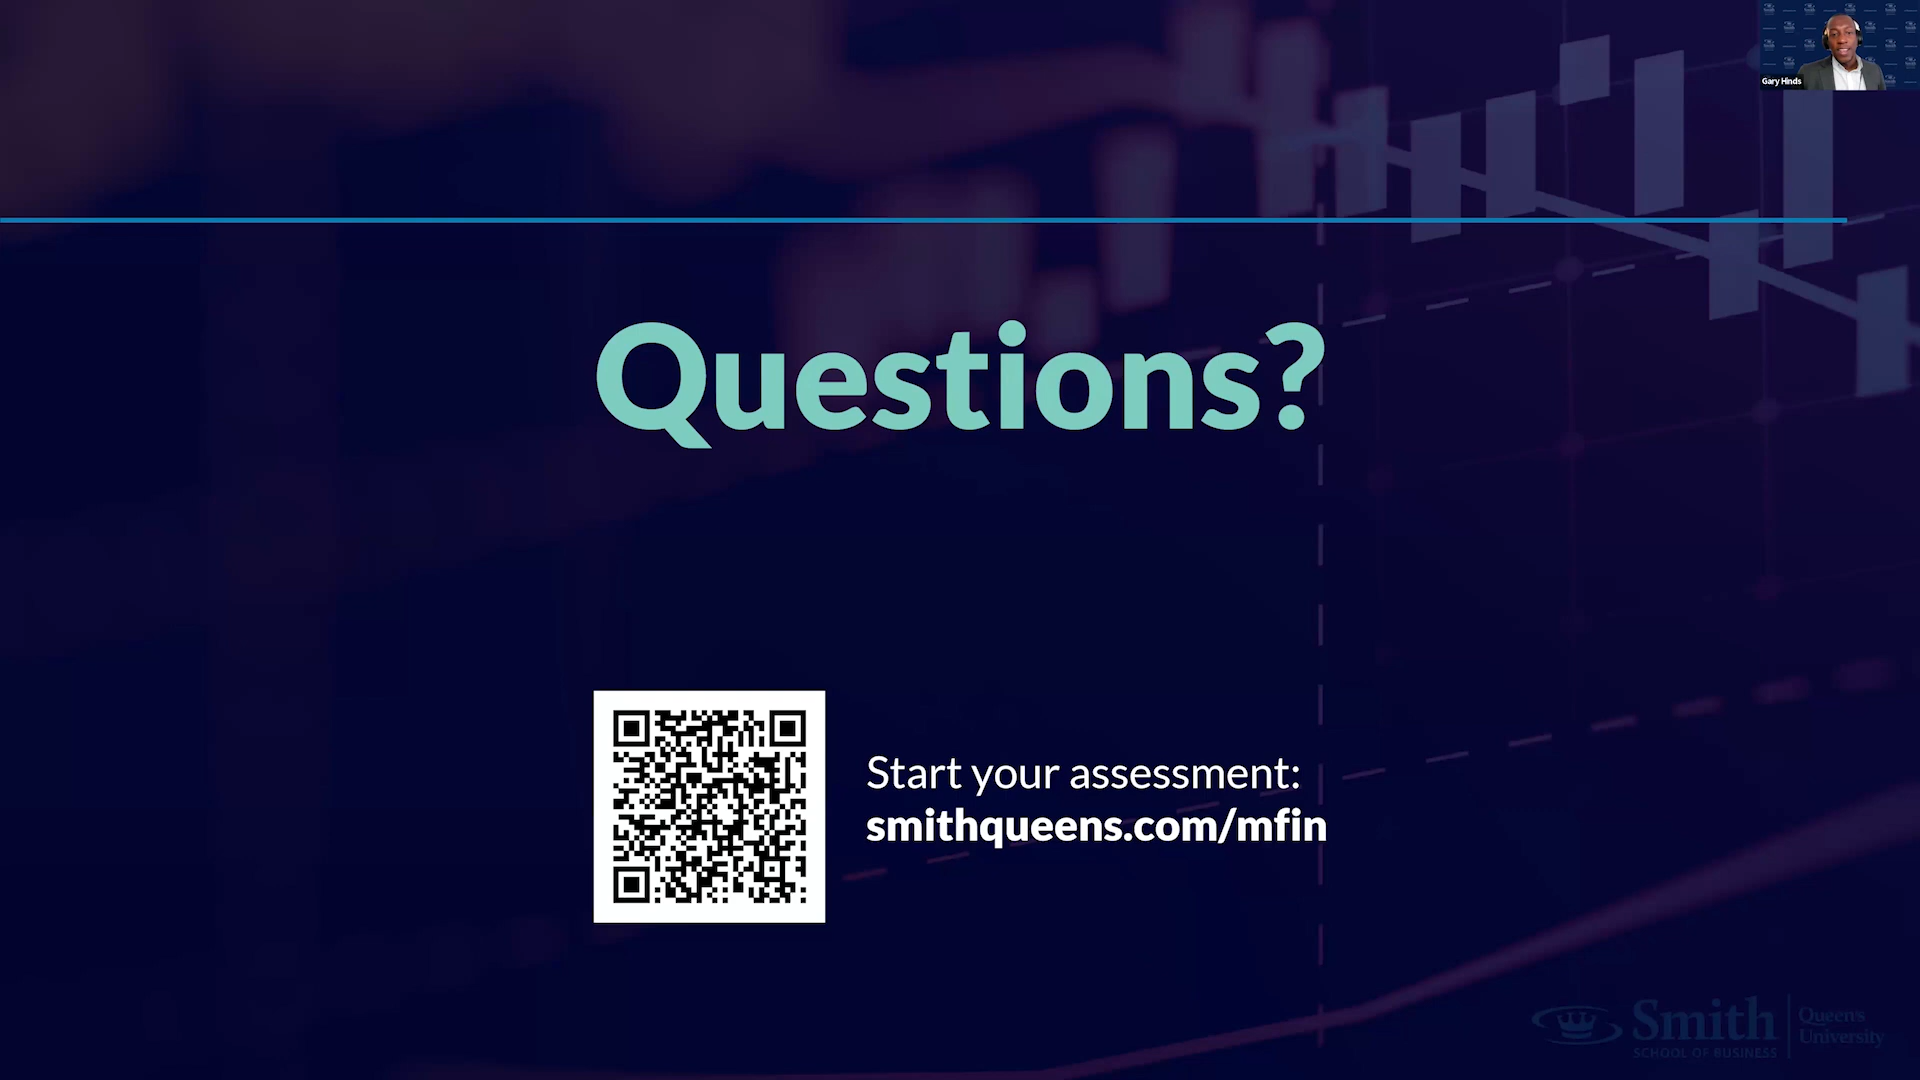 Gary Hinds
Questions?
Start your assessment:
smithqueens.com/mfin
Smith
SCHOOL OF BUSINESS
Queen's
University